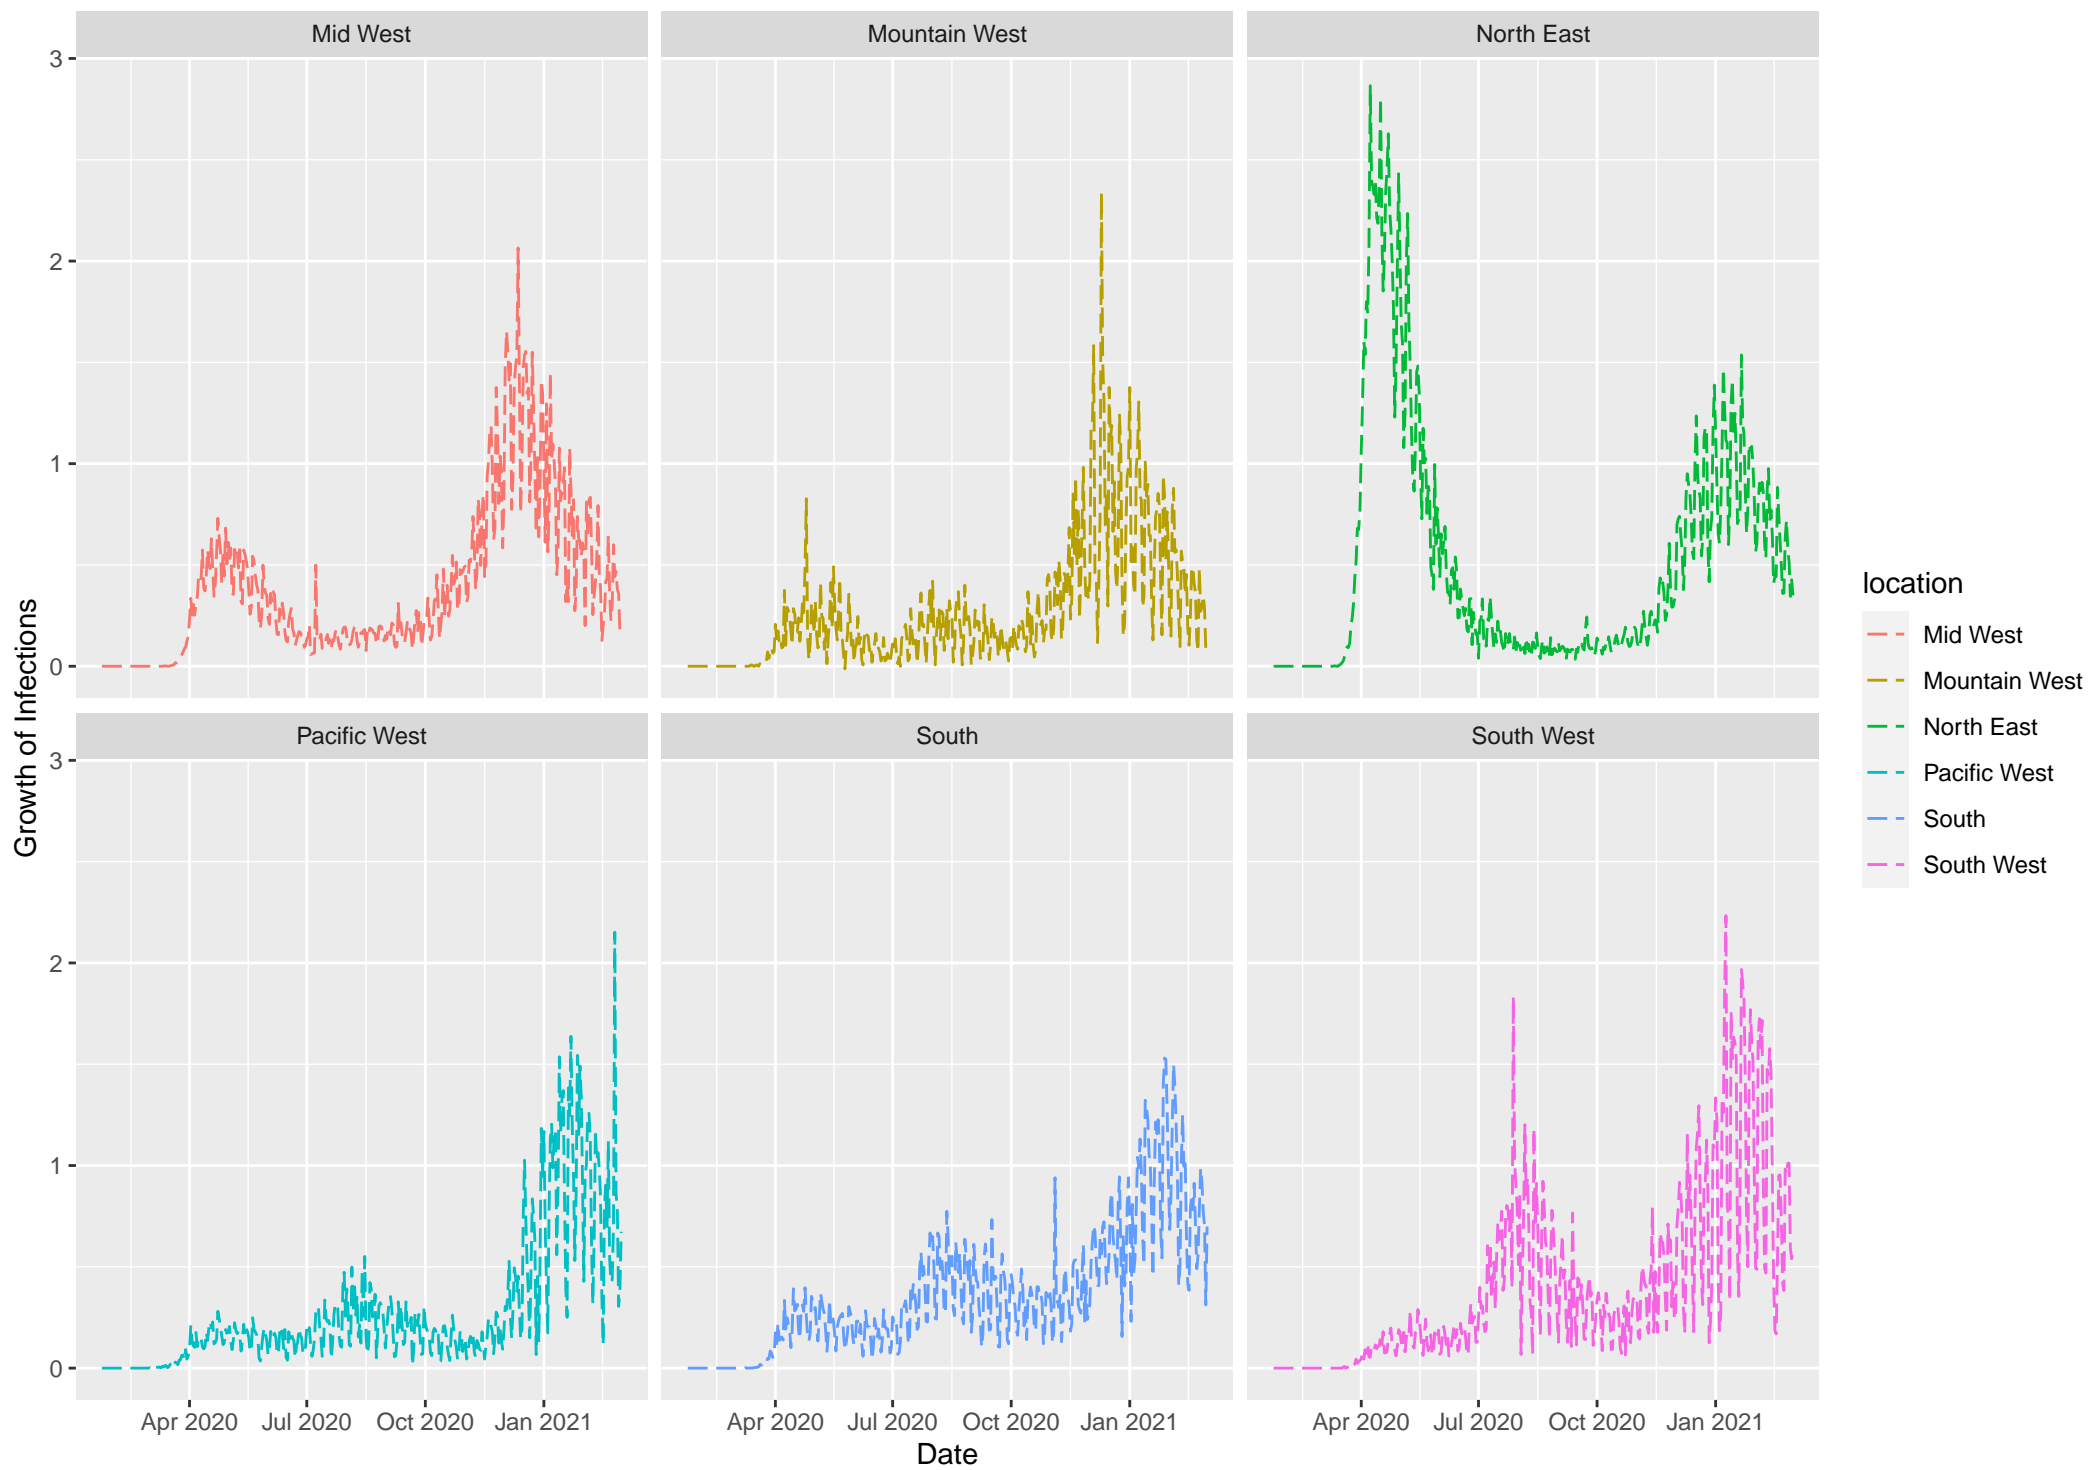 Mid West
Mountain West
North East
3
2
1
0
Pacific West
South
South West
3
2
1
0
Apr 2020 Jul 2020 Oct 2020 Jan 2021
Apr 2020 Jul 2020 Oct 2020 Jan 2021
Apr 2020 Jul 2020 Oct 2020 Jan 2021
Date
Growth of Infections
location
Mid West
Mountain West
North East
Pacific West
South
South West